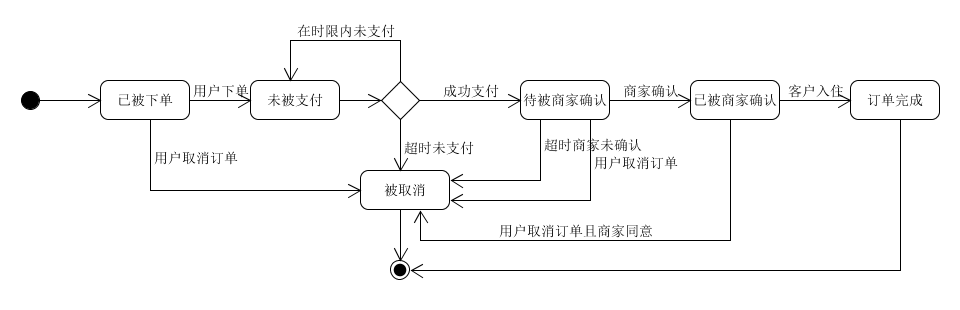 在时限内未支付
已被下单
用户下单
未被支付
成功支付
待被商家确认
商家确认
已被商家确认
客户入住
订单完成
超时未支付
超时商家未确认
用户取消订单
用户取消订单
被取消
用户取消订单且商家同意